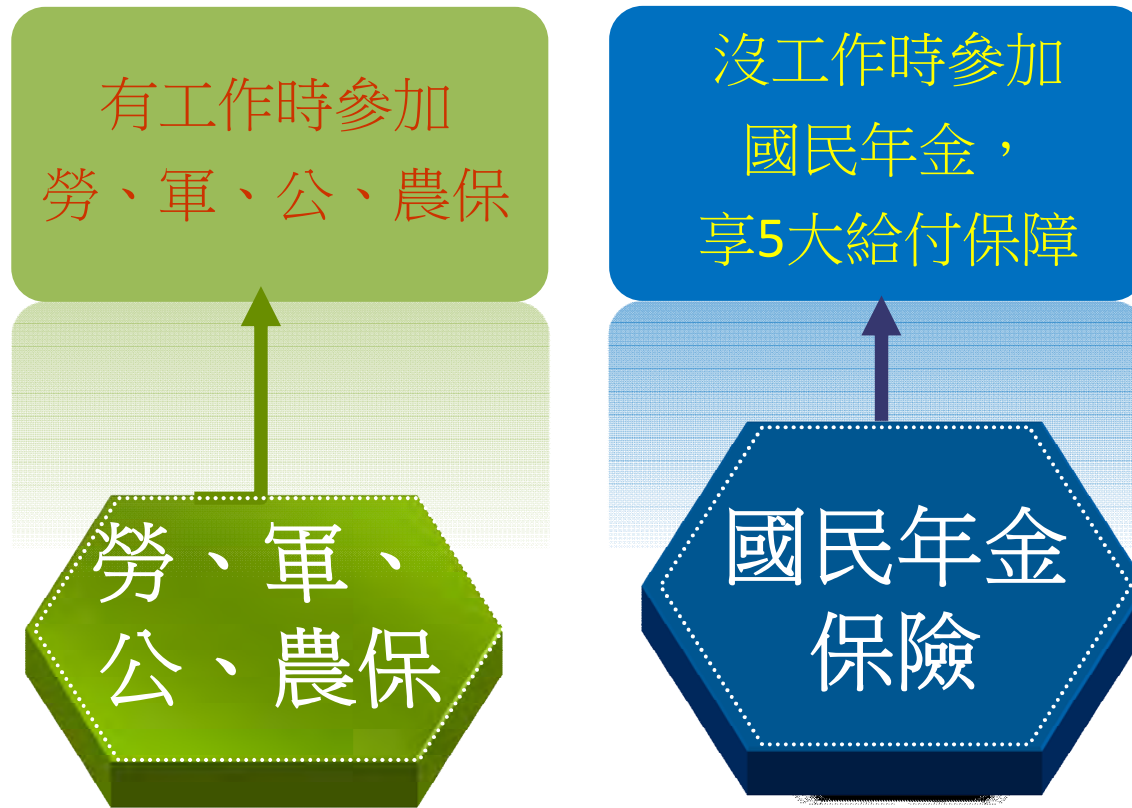 有工作時參加
勞、軍、公、農保
沒工作時參加
國民年金，
享5大給付保障
勞、軍、
公、農保
國民年金
保險